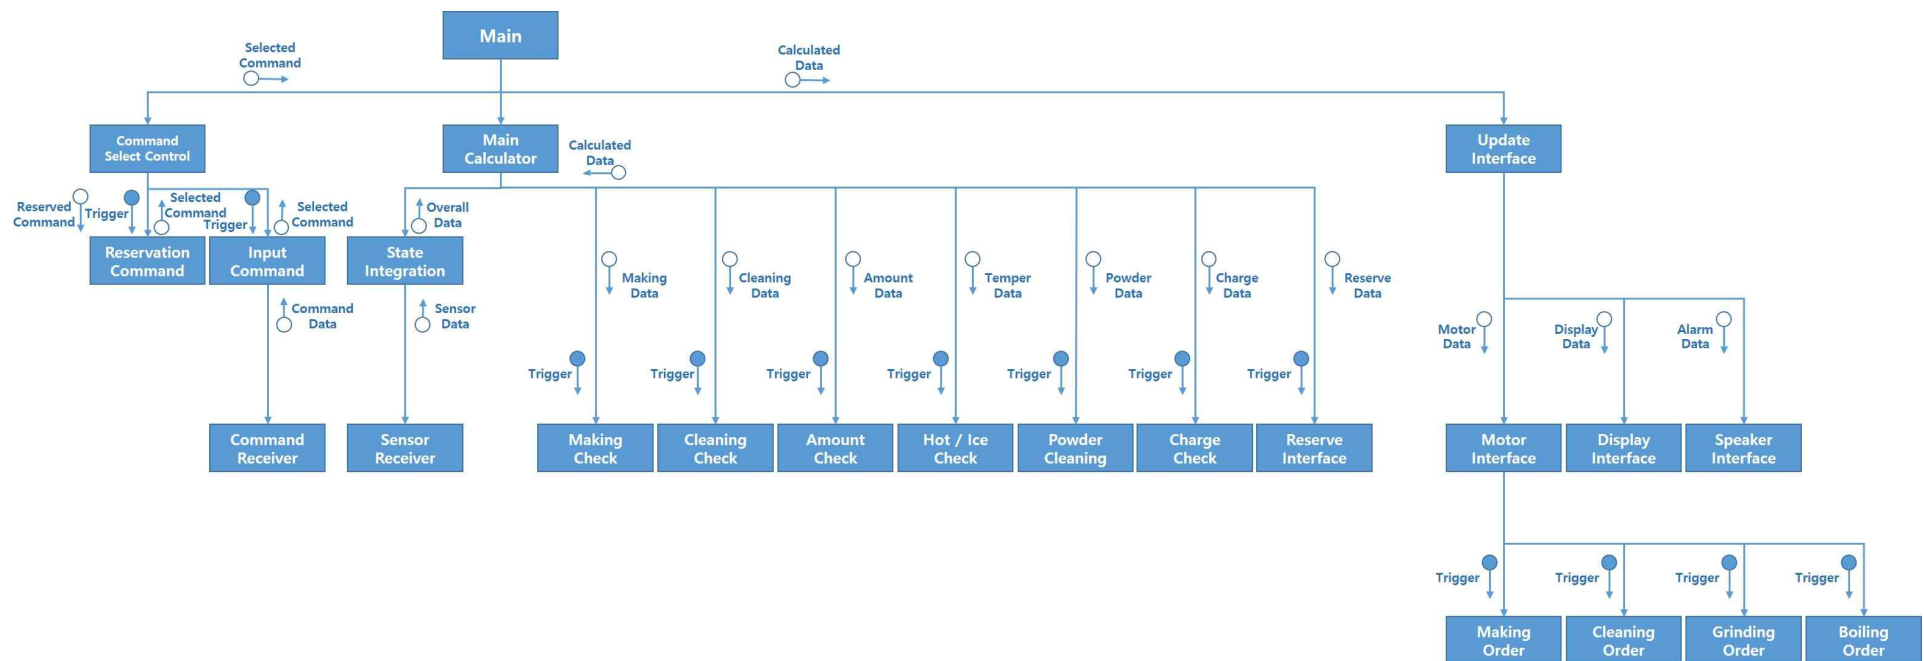 Main
Selected
Command
Calculated
Data
Command
Select Control
Main
Calculator
Calculated
Data
Update
Interface
Reserved
Command
Trigger
Selected
Command
Trigger
Selected
Command
Overall
Data
Reservation
Command
Input
Command
State
Integration
Making
Data
Cleaning
Data
Amount
Data
Temper
Data
Powder
Data
Charge
Data
Reserve
Data
Command
Data
Sensor
Data
Motor
Data
Display
Data
Alarm
Data
Trigger
Trigger
Trigger
Trigger
Trigger
Trigger
Trigger
Command
Receiver
Sensor
Receiver
Making
Check
Cleaning
Check
Amount
Check
Hot / Ice
Check
Powder
Cleaning
Charge
Check
Reserve
Interface
Motor
Interface
Display
Interface
Speaker
Interface
Trigger
Trigger
Trigger
Trigger
Making
Order
Cleaning
Order
Grinding
Order
Boiling
Order